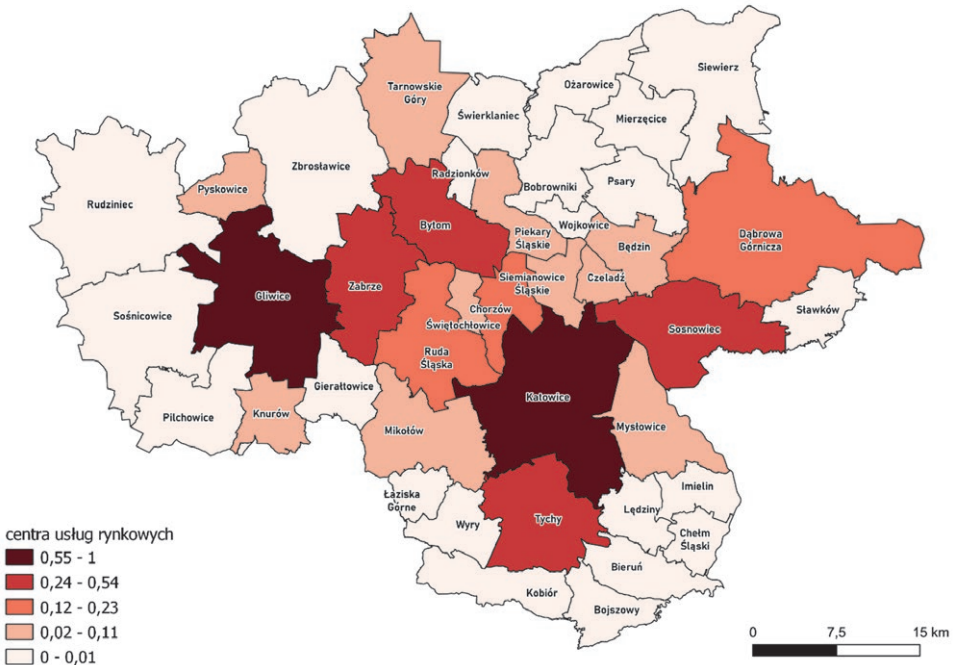 Siewierz
Ożarowice
Tarnowskie
Góry
Świerklaniec
Mierzęcice
Zbrosławice
Radzionków
Bobrowniki
Psary
Pyskowice
Rudziniec
Wojkowice
Bytom
Piekary
Śląskie
Będzin
Dąbrowa
Górnicza
Siemianowice
Śląskie
Czeladź
Zabrze
Gliwice
Chorzów
Sławków
Sośnicowice
Świętochłowice
Sosnowiec
Ruda
Śląska
Gierałtowice
Katowice
Pilchowice
Knurów
Mikołów
Mysłowice
Imielin
Łaziska
Górne
Lędziny
Wyry
Tychy
Chełm
Śląski
Bieruń
Kobiór
Bojszowy
centra usług rynkowych
0,55 - 1
0,24 - 0,54
0,12 - 0,23
0,02 - 0,11
0 - 0,01
0 7,5 15 km